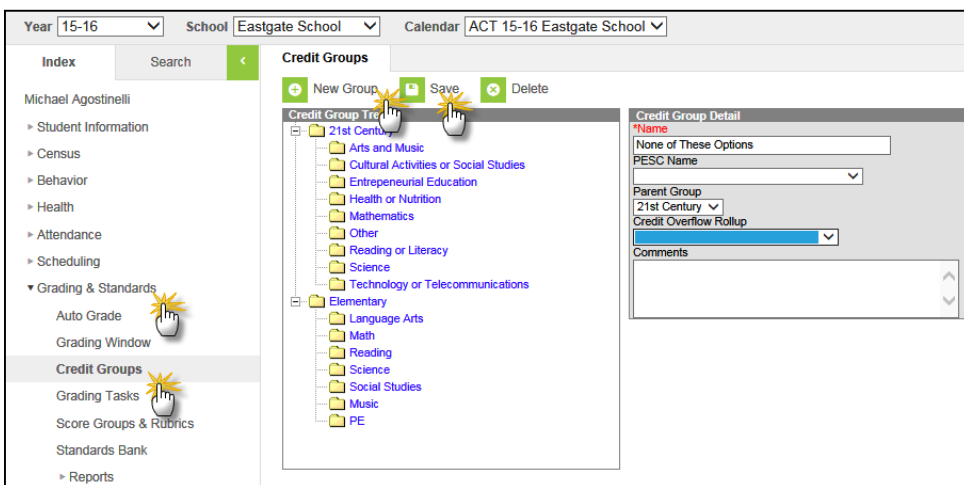 Year 15-16 School Eastgate School Calendar ACT 15-16 Eastgate School
Index Search
Michael Agostinelli
Student Information
Census
Behavior
Health
Attendance
Scheduling
Grading & Standards
Auto Grade
Grading Window
Credit Groups
Grading Tasks
Score Groups & Rubrics
Standards Bank
Reports
Credit Groups
New Group Save Delete
Credit Group Tre
21st Century
Arts and Music
Cultural Activities or Social Studies
Entrepeneurial Education
Health or Nutrition
Mathematics
Other
Reading or Literacy
Science
Technology or Telecommunications
Elementary
Language Arts
Math
Reading
Science
Social Studies
Music
PE
Credit Group Detail
*Name
None of These Options
PESC Name
Parent Group
21st Century
Credit Overflow Rollup
Comments